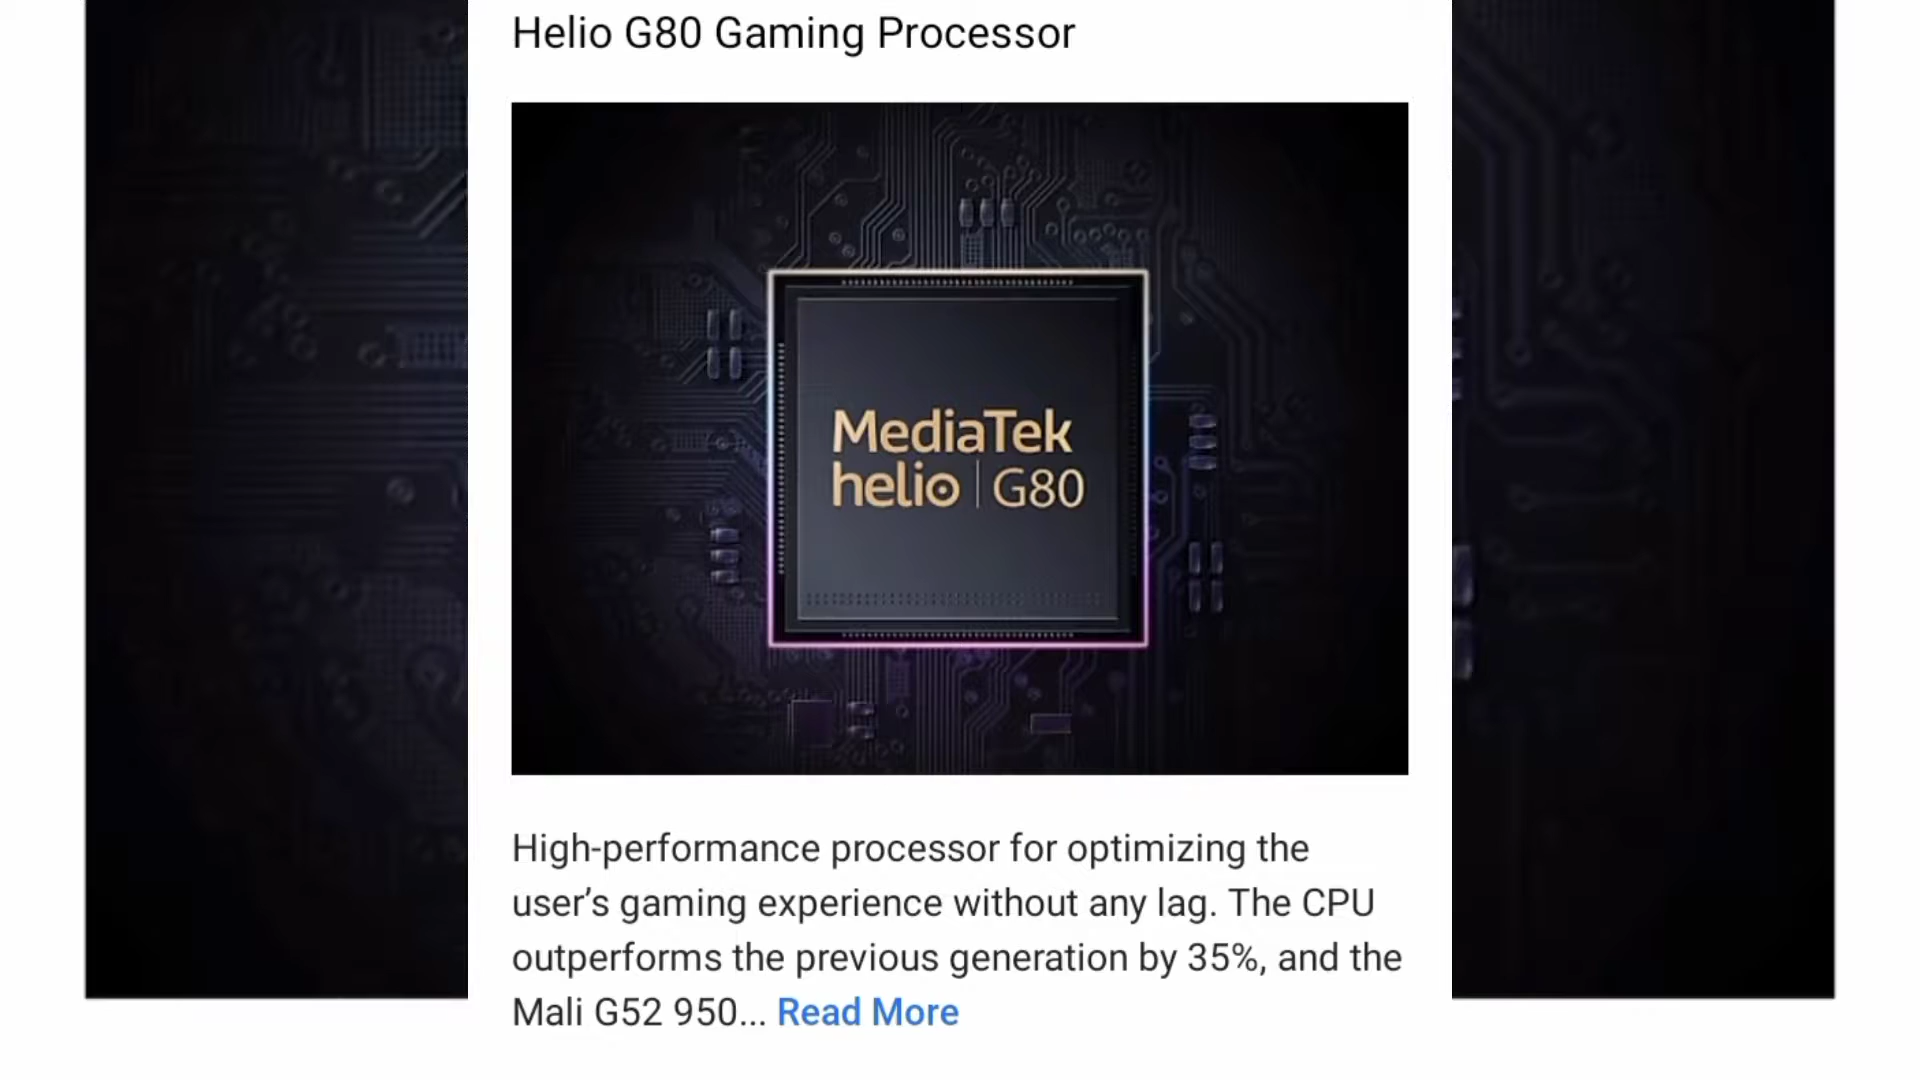 Helio G80 Gaming Processor
MediaTek
helio | G80
High-performance processor for optimizing the
user’s gaming experience without any lag. The CPU
outperforms the previous generation by 35%, and the
Mali G52 950... Read More